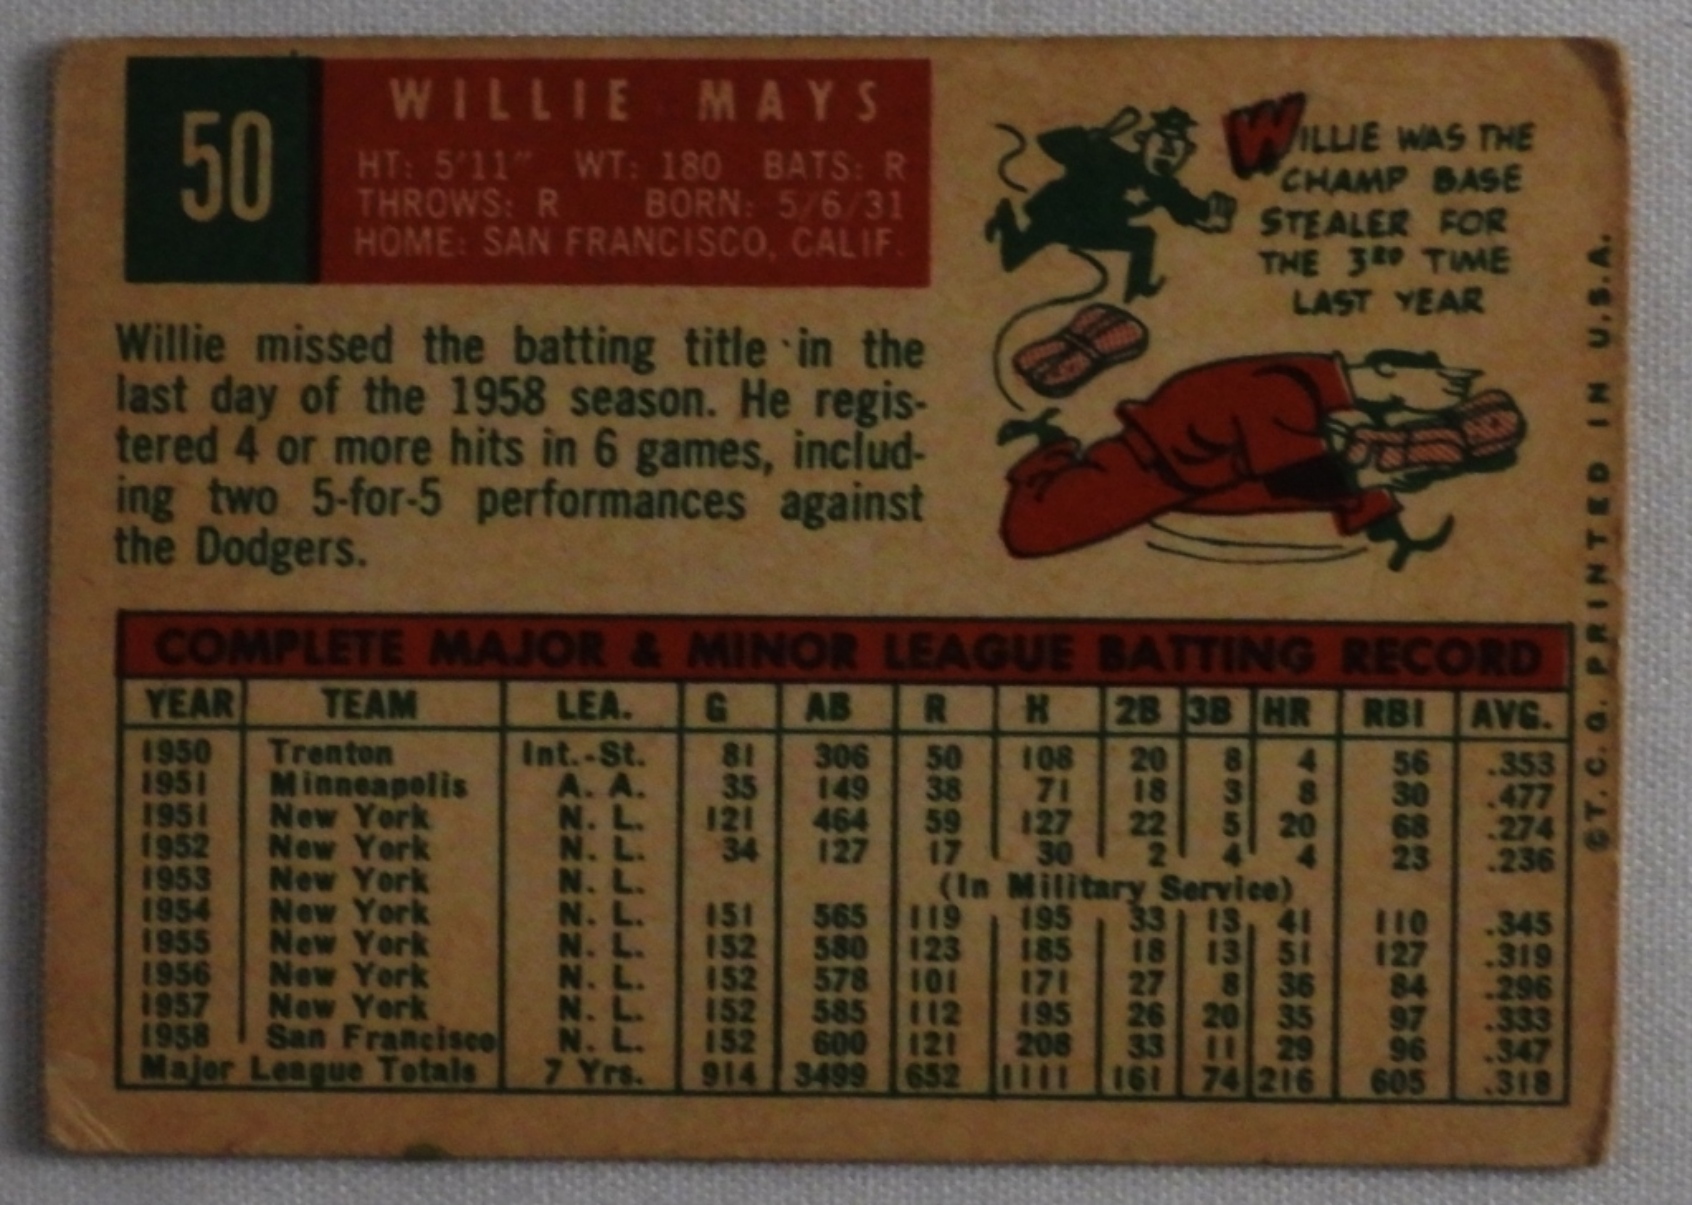 50
WILLIE MAYS
HT: 5'11" WT: 180 BATS: R
THROWS: R BORN: 5/6/31
HOME: SAN FRANCISCO, CALIF.
WILLIE WAS THE
CHAMP BASE
STEALER FOR
THE 3RD TIME
LAST YEAR
Willie missed the batting title in the
last day of the 1958 season. He regis-
tered 4 or more hits in 6 games, includ-
ing two 5-for-5 performances against
the Dodgers.
COMPLETE MAJOR & MINOR LEAGUE BATTING RECORD
YEAR TEAM LEA. G AB R H 2B 3B HR RBI AVG.
1950 Trenton Int.-St. 81 306 50 108 20 8 4 56 .353
1951 Minneapolis A. A. 35 149 38 71 18 3 8 30 .477
1951 New York N. L. 121 464 59 127 22 5 20 68 .274
1952 New York N. L. 34 127 17 30 2 4 4 23 .236
1953 New York N. L. (In Military Service)
1954 New York N. L. 151 565 119 195 33 13 41 110 .345
1955 New York N. L. 152 580 123 185 18 13 51 127 .319
1956 New York N. L. 152 578 101 171 27 8 36 84 .296
1957 New York N. L. 152 585 112 195 26 20 35 97 .333
1958 San Francisco N. L. 152 600 121 208 33 11 29 96 .347
Major League Totals 7 Yrs. 914 3499 652 1111 161 74 216 605 .318
©T. C. G. PRINTED IN U.S.A.